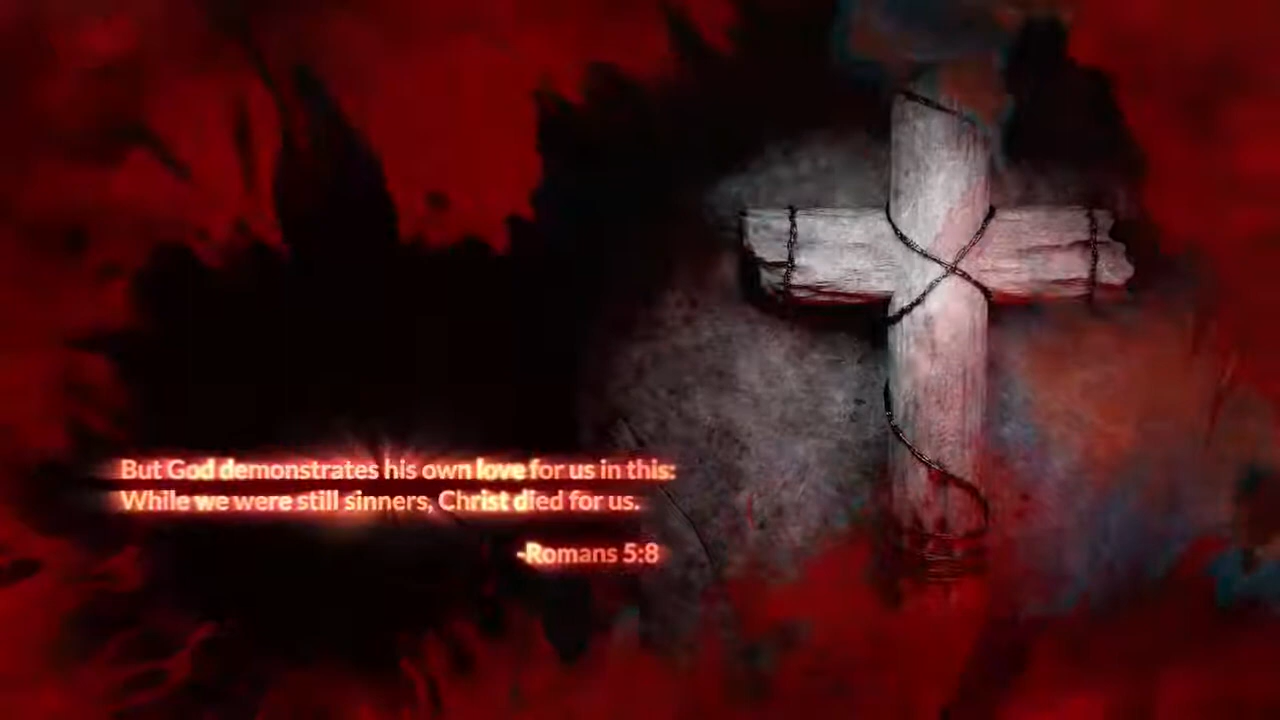 But God demonstrates his own love for us in this:
While we were still sinners, Christ died for us.
-Romans 5:8